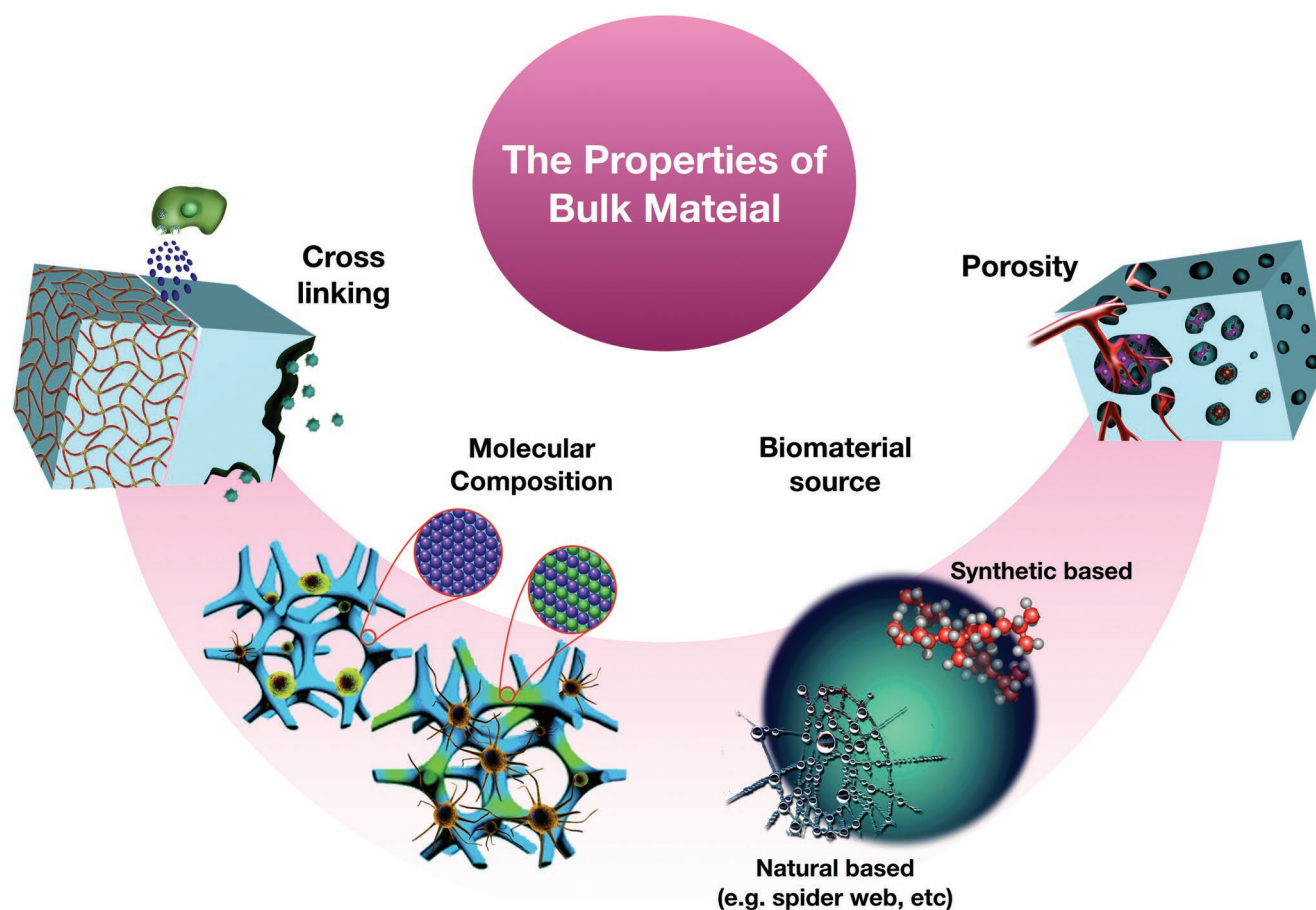 The Properties of
Bulk Mateial
Cross
linking
Porosity
Molecular
Composition
Biomaterial
source
Synthetic based
Natural based
(e.g. spider web, etc)